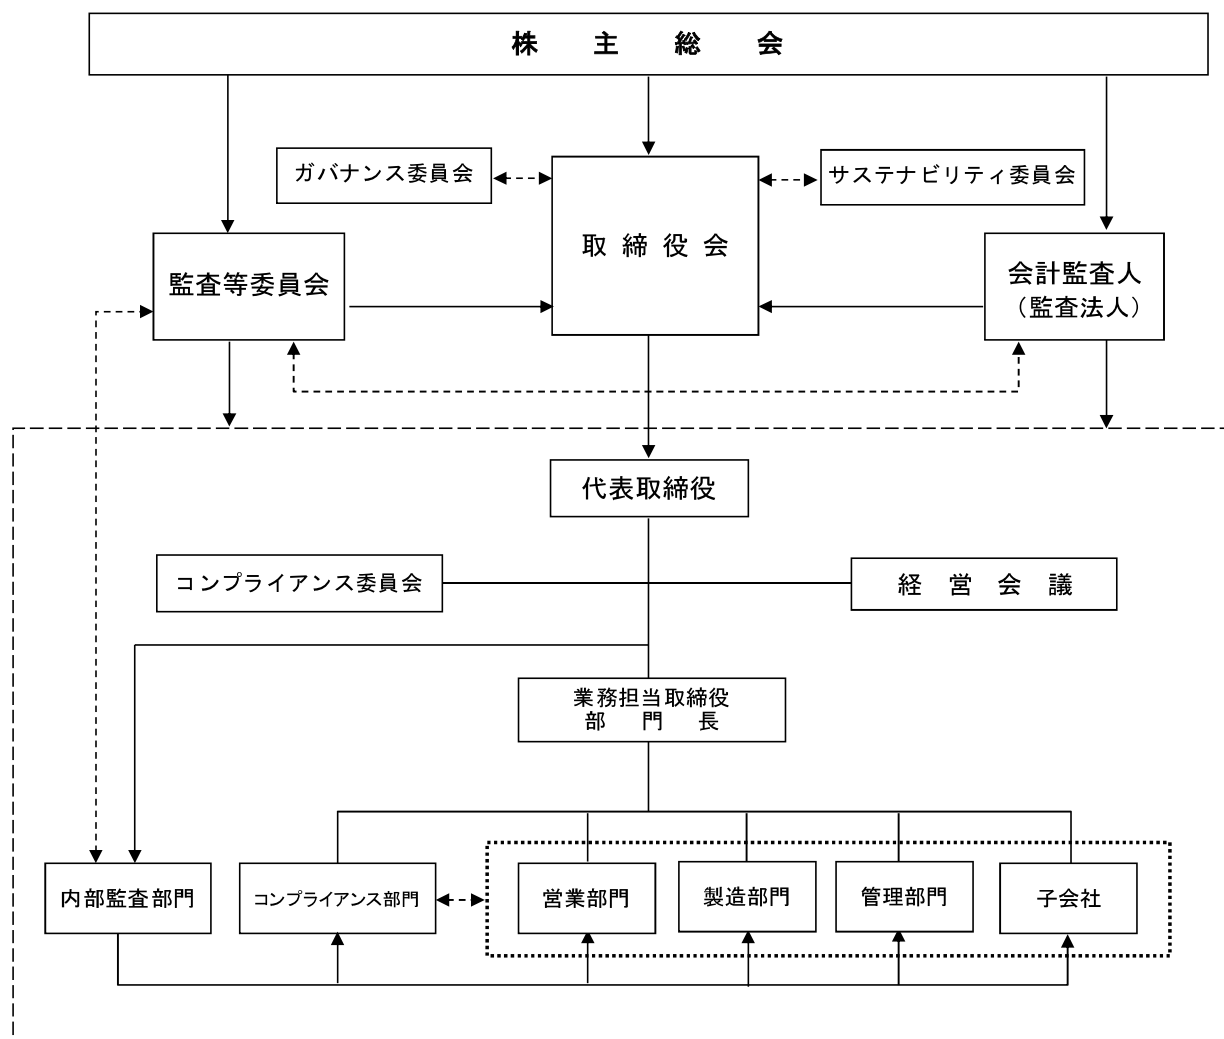 株主総会
ガバナンス委員会
サステナビリティ委員会
取締役会
監査等委員会
会計監査人
（監査法人）
代表取締役
コンプライアンス委員会
経営会議
業務担当取締役
部門長
内部監査部門
コンプライアンス部門
営業部門
製造部門
管理部門
子会社